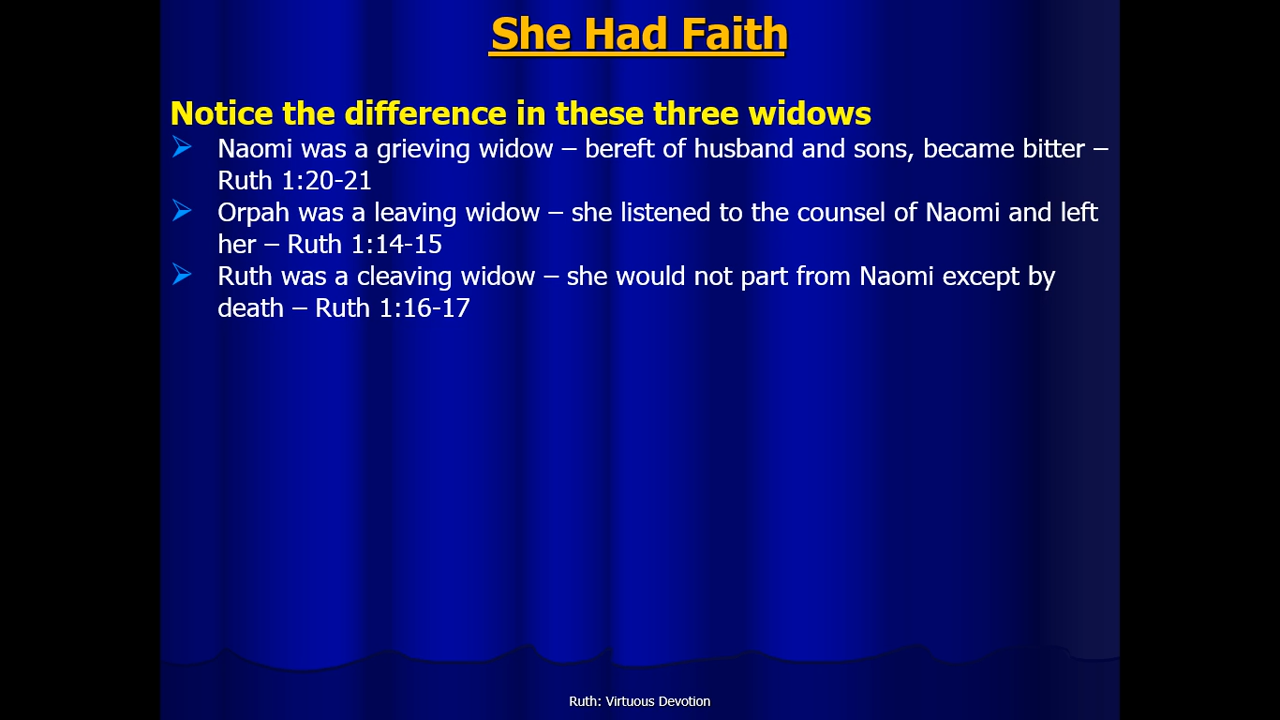 She Had Faith
Notice the difference in these three widows
Naomi was a grieving widow – bereft of husband and sons, became bitter –
Ruth 1:20-21
Orpah was a leaving widow – she listened to the counsel of Naomi and left
her – Ruth 1:14-15
Ruth was a cleaving widow – she would not part from Naomi except by
death – Ruth 1:16-17
Ruth: Virtuous Devotion